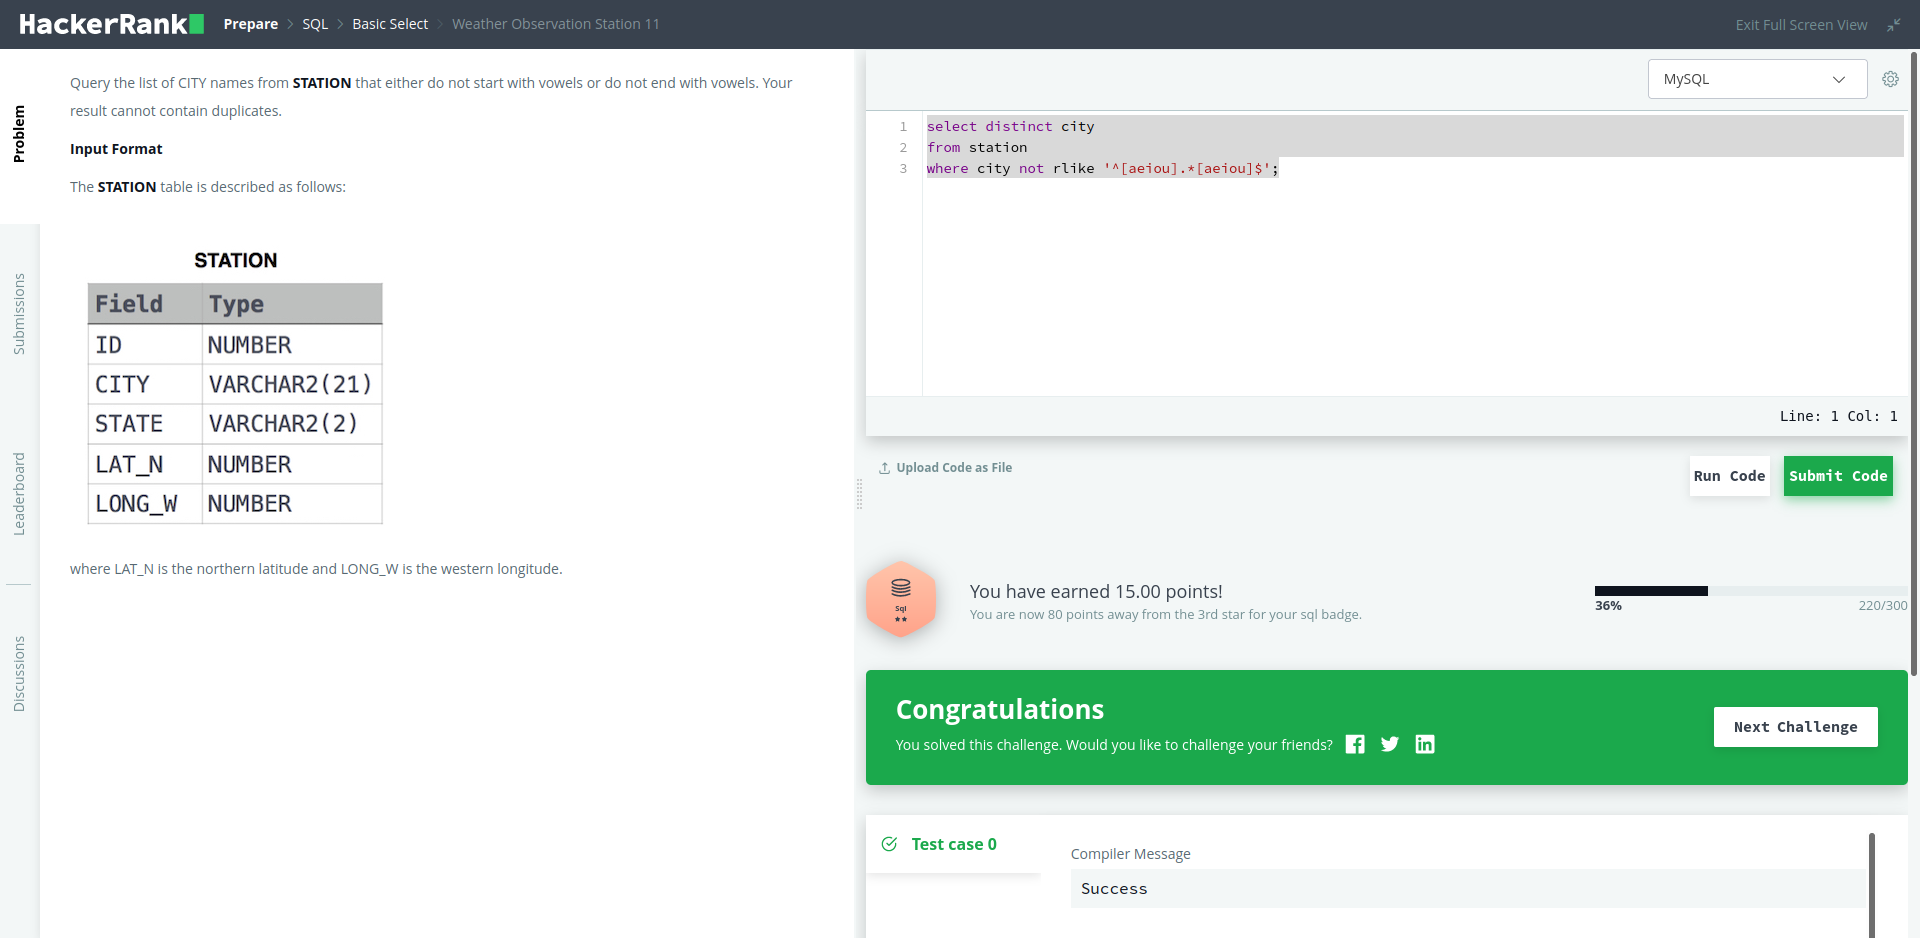 HackerRank Prepare > SQL > Basic Select > Weather Observation Station 11
Exit Full Screen View
Problem
Submissions
Leaderboard
Discussions
Query the list of CITY names from STATION that either do not start with vowels or do not end with vowels. Your
result cannot contain duplicates.
Input Format
The STATION table is described as follows:
STATION
Field Type
ID NUMBER
CITY VARCHAR2(21)
STATE VARCHAR2(2)
LAT_N NUMBER
LONG_W NUMBER
where LAT_N is the northern latitude and LONG_W is the western longitude.
MySQL
1 select distinct city
2 from station
3 where city not rlike '^[aeiou].*[aeiou]$';
Line: 1 Col: 1
Upload Code as File
Run Code
Submit Code
Sql
You have earned 15.00 points!
You are now 80 points away from the 3rd star for your sql badge.
36%
220/300
Congratulations
You solved this challenge. Would you like to challenge your friends?
Next Challenge
Test case 0
Compiler Message
Success